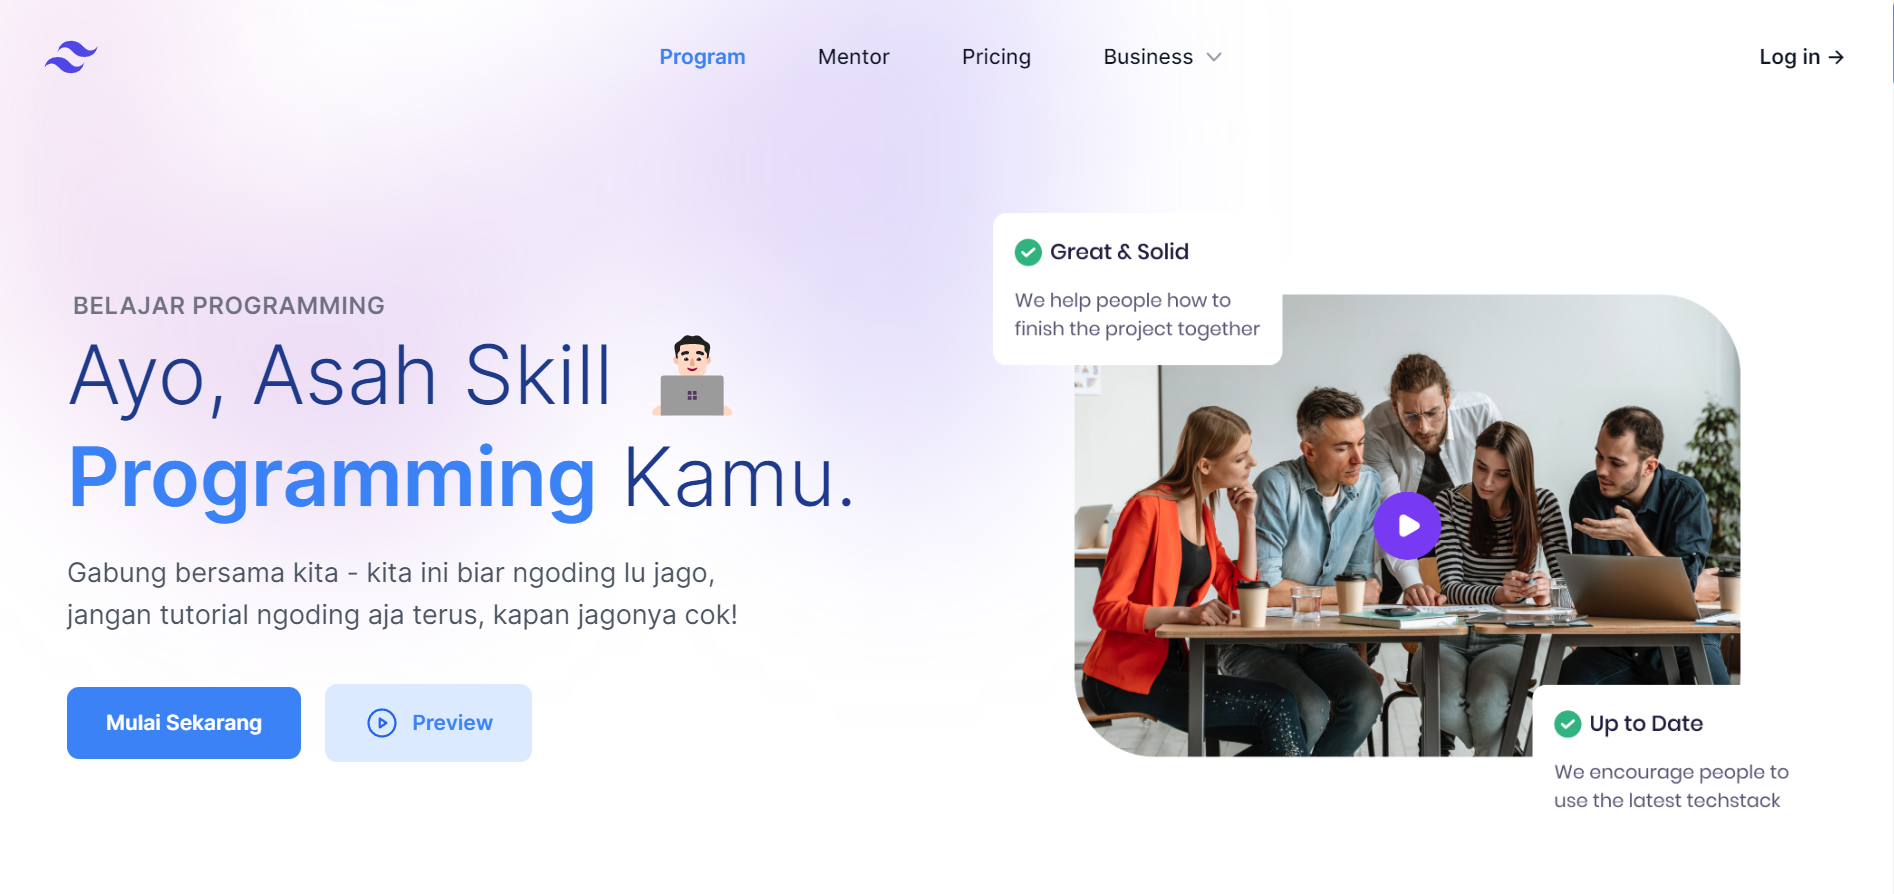 Program
Mentor
Pricing
Business
Log in →
BELAJAR PROGRAMMING
Ayo, Asah Skill
Programming Kamu.
Gabung bersama kita - kita ini biar ngoding lu jago,
jangan tutorial ngoding aja terus, kapan jagonya cok!
Mulai Sekarang
Preview
Great & Solid
We help people how to
finish the project together
Up to Date
We encourage people to
use the latest techstack